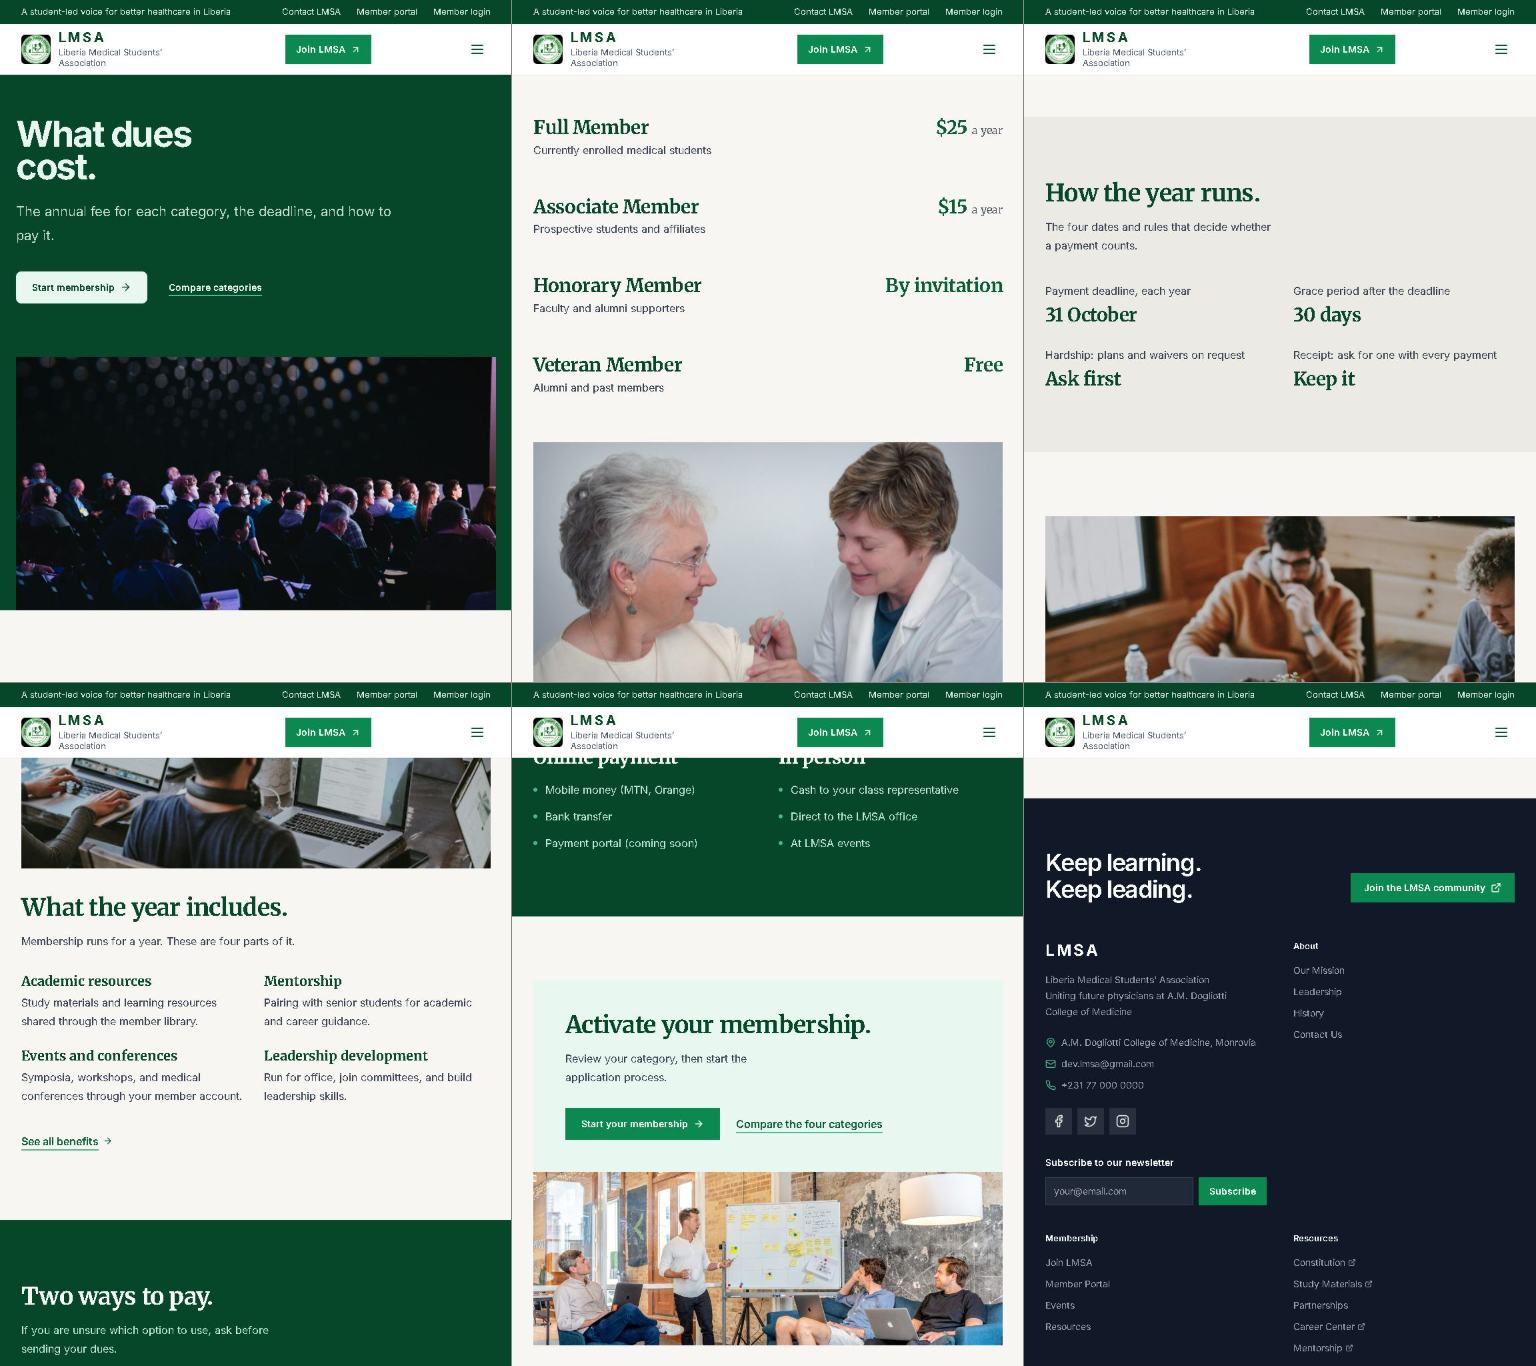 A student-led voice for better healthcare in Liberia
Contact LMSA
Member portal
Member login
LMSA
Liberia Medical Students'
Association
Join LMSA
What dues
cost.
The annual fee for each category, the deadline, and how to
pay it.
Start membership
Compare categories
A student-led voice for better healthcare in Liberia
Contact LMSA
Member portal
Member login
LMSA
Liberia Medical Students'
Association
Join LMSA
Full Member
$25 a year
Currently enrolled medical students
Associate Member
$15 a year
Prospective students and affiliates
Honorary Member
By invitation
Faculty and alumni supporters
Veteran Member
Free
Alumni and past members
A student-led voice for better healthcare in Liberia
Contact LMSA
Member portal
Member login
LMSA
Liberia Medical Students'
Association
Join LMSA
How the year runs.
The four dates and rules that decide whether
a payment counts.
Payment deadline, each year
31 October
Grace period after the deadline
30 days
Hardship: plans and waivers on request
Ask first
Receipt: ask for one with every payment
Keep it
A student-led voice for better healthcare in Liberia
Contact LMSA
Member portal
Member login
LMSA
Liberia Medical Students'
Association
Join LMSA
What the year includes.
Membership runs for a year. These are four parts of it.
Academic resources
Study materials and learning resources
shared through the member library.
Mentorship
Pairing with senior students for academic
and career guidance.
Events and conferences
Symposia, workshops, and medical
conferences through your member account.
Leadership development
Run for office, join committees, and build
leadership skills.
See all benefits
Two ways to pay.
If you are unsure which option to use, ask before
sending your dues.
A student-led voice for better healthcare in Liberia
Contact LMSA
Member portal
Member login
LMSA
Liberia Medical Students'
Association
Join LMSA
Online payment
Mobile money (MTN, Orange)
Bank transfer
Payment portal (coming soon)
In person
Cash to your class representative
Direct to the LMSA office
At LMSA events
Activate your membership.
Review your category, then start the
application process.
Start your membership
Compare the four categories
A student-led voice for better healthcare in Liberia
Contact LMSA
Member portal
Member login
LMSA
Liberia Medical Students'
Association
Join LMSA
Keep learning.
Keep leading.
Join the LMSA community
LMSA
Liberia Medical Students' Association
Uniting future physicians at A.M. Dogliotti
College of Medicine
A.M. Dogliotti College of Medicine, Monrovia
dev.lmsa@gmail.com
+231 77 000 0000
About
Our Mission
Leadership
History
Contact Us
Subscribe to our newsletter
your@email.com
Subscribe
Membership
Join LMSA
Member Portal
Events
Resources
Resources
Constitution
Study Materials
Partnerships
Career Center
Mentorship